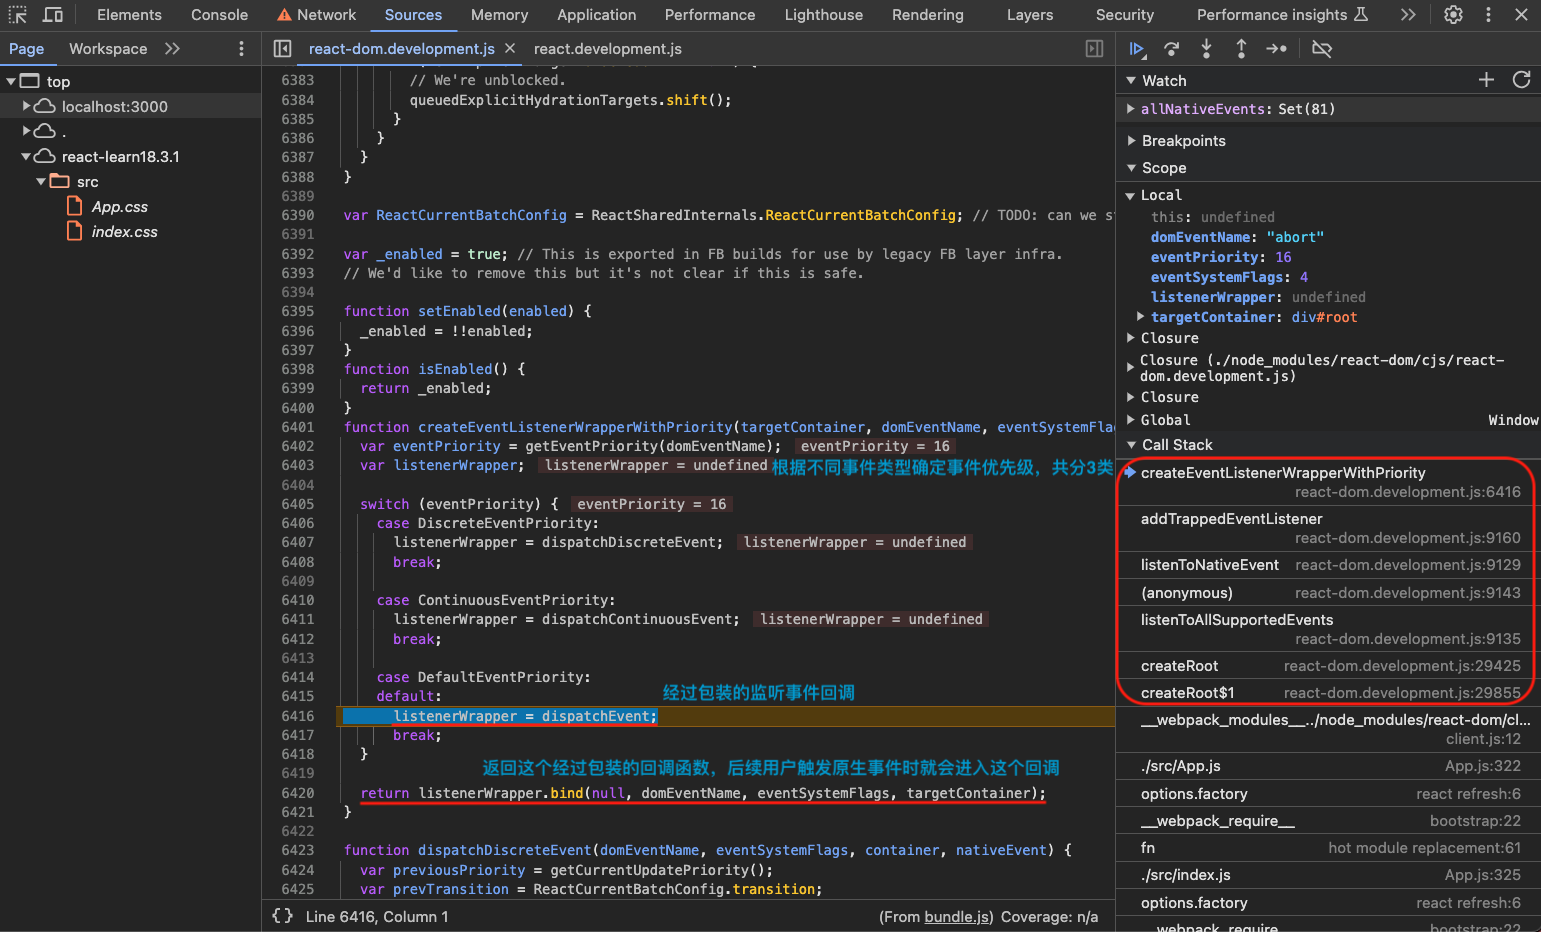 Elements Console Network Sources Memory Application Performance Lighthouse Rendering Layers Security Performance insights
Page Workspace
top
localhost:3000
.
react-learn18.3.1
src
App.css
index.css
react-dom.development.js react.development.js
6383 // We're unblocked.
6384 queuedExplicitHydrationTargets.shift();
6385 }
6386 }
6387 }
6388 }
6389
6390 var ReactCurrentBatchConfig = ReactSharedInternals.ReactCurrentBatchConfig; // TODO: can we s
6391
6392 var _enabled = true; // This is exported in FB builds for use by legacy FB layer infra.
6393 // We'd like to remove this but it's not clear if this is safe.
6394
6395 function setEnabled(enabled) {
6396 _enabled = !!enabled;
6397 }
6398 function isEnabled() {
6399 return _enabled;
6400 }
6401 function createEventListenerWrapperWithPriority(targetContainer, domEventName, eventSystemFla
6402 var eventPriority = getEventPriority(domEventName); eventPriority = 16
6403 var listenerWrapper; listenerWrapper = undefined 根据不同事件类型确定事件优先级，共分3类
6404
6405 switch (eventPriority) { eventPriority = 16
6406 case DiscreteEventPriority:
6407 listenerWrapper = dispatchDiscreteEvent; listenerWrapper = undefined
6408 break;
6409
6410 case ContinuousEventPriority:
6411 listenerWrapper = dispatchContinuousEvent; listenerWrapper = undefined
6412 break;
6413
6414 case DefaultEventPriority:
6415 default: 经过包装的监听事件回调
6416 listenerWrapper = dispatchEvent;
6417 break;
6418 }
6419 返回这个经过包装的回调函数，后续用户触发原生事件时就会进入这个回调
6420 return listenerWrapper.bind(null, domEventName, eventSystemFlags, targetContainer);
6421 }
6422
6423 function dispatchDiscreteEvent(domEventName, eventSystemFlags, container, nativeEvent) {
6424 var previousPriority = getCurrentUpdatePriority();
6425 var prevTransition = ReactCurrentBatchConfig.transition;
{} Line 6416, Column 1 (From bundle.js) Coverage: n/a
Watch
allNativeEvents: Set(81)
Breakpoints
Scope
Local
this: undefined
domEventName: "abort"
eventPriority: 16
eventSystemFlags: 4
listenerWrapper: undefined
targetContainer: div#root
Closure
Closure (./node_modules/react-dom/cjs/react-
dom.development.js)
Closure
Global Window
Call Stack
createEventListenerWrapperWithPriority
react-dom.development.js:6416
addTrappedEventListener
react-dom.development.js:9160
listenToNativeEvent react-dom.development.js:9129
(anonymous) react-dom.development.js:9143
listenToAllSupportedEvents
react-dom.development.js:9135
createRoot react-dom.development.js:29425
createRoot$1 react-dom.development.js:29855
__webpack_modules__../node_modules/react-dom/cl...
client.js:12
./src/App.js App.js:322
options.factory react refresh:6
__webpack_require__ bootstrap:22
fn hot module replacement:61
./src/index.js App.js:325
options.factory react refresh:6
__webpack_require__ bootstrap:22